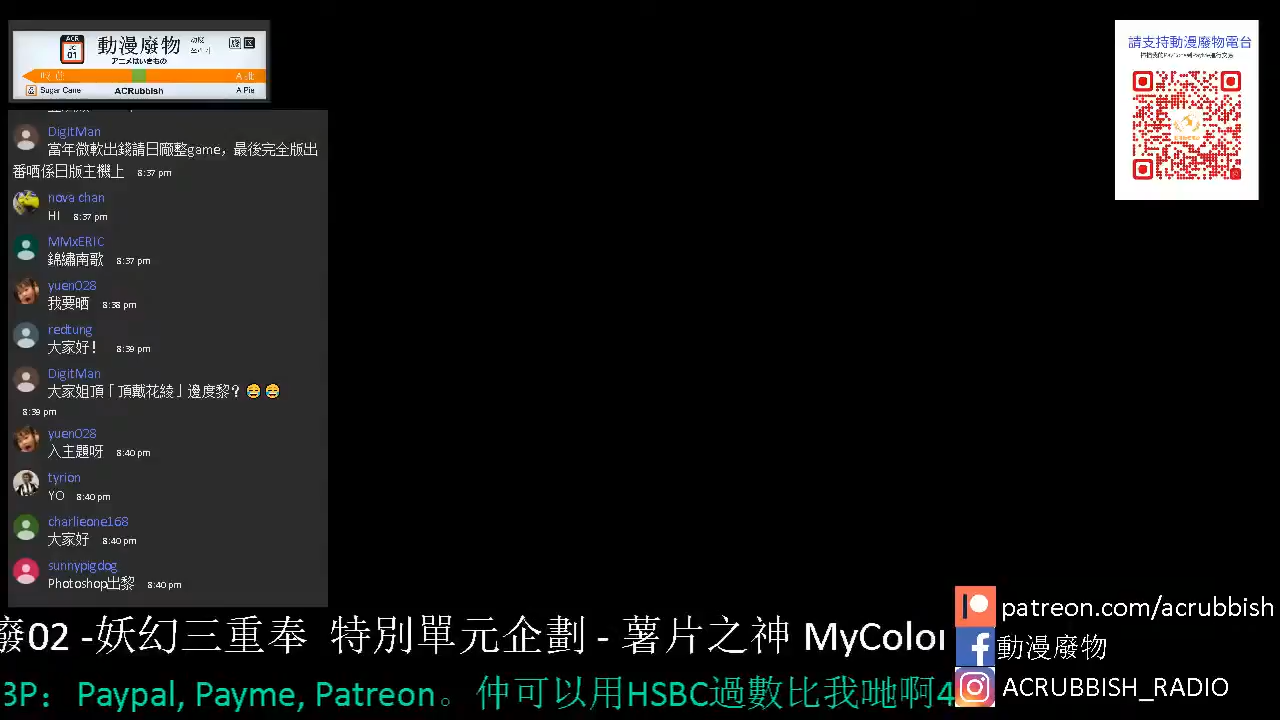 ACR
01
動漫廢物
アニメはいきもの
Sugar Cane
ACRubbish
A Pie
請支持動漫廢物電台
DigitMan
當年微軟出錢請日廠整game，最後完全版出
番晒係日版主機上 8:37 pm
nova chan
HI 8:37 pm
MMxERIC
錦繡南歌 8:37 pm
yuen028
我要晒 8:38 pm
redtung
大家好！ 8:39 pm
DigitMan
大家姐頂「頂戴花綾」邊度黎？😂😂
8:39 pm
yuen028
入主題呀 8:40 pm
tyrion
YO 8:40 pm
charlieone168
大家好 8:40 pm
sunnypigdog
Photoshop出黎 8:40 pm
廢02 -妖幻三重奉 特別單元企劃 - 薯片之神 MyColor
patreon.com/acrubbish
動漫廢物
3P：Paypal, Payme, Patreon。仲可以用HSBC過數比我哋啊4
ACRUBBISH_RADIO